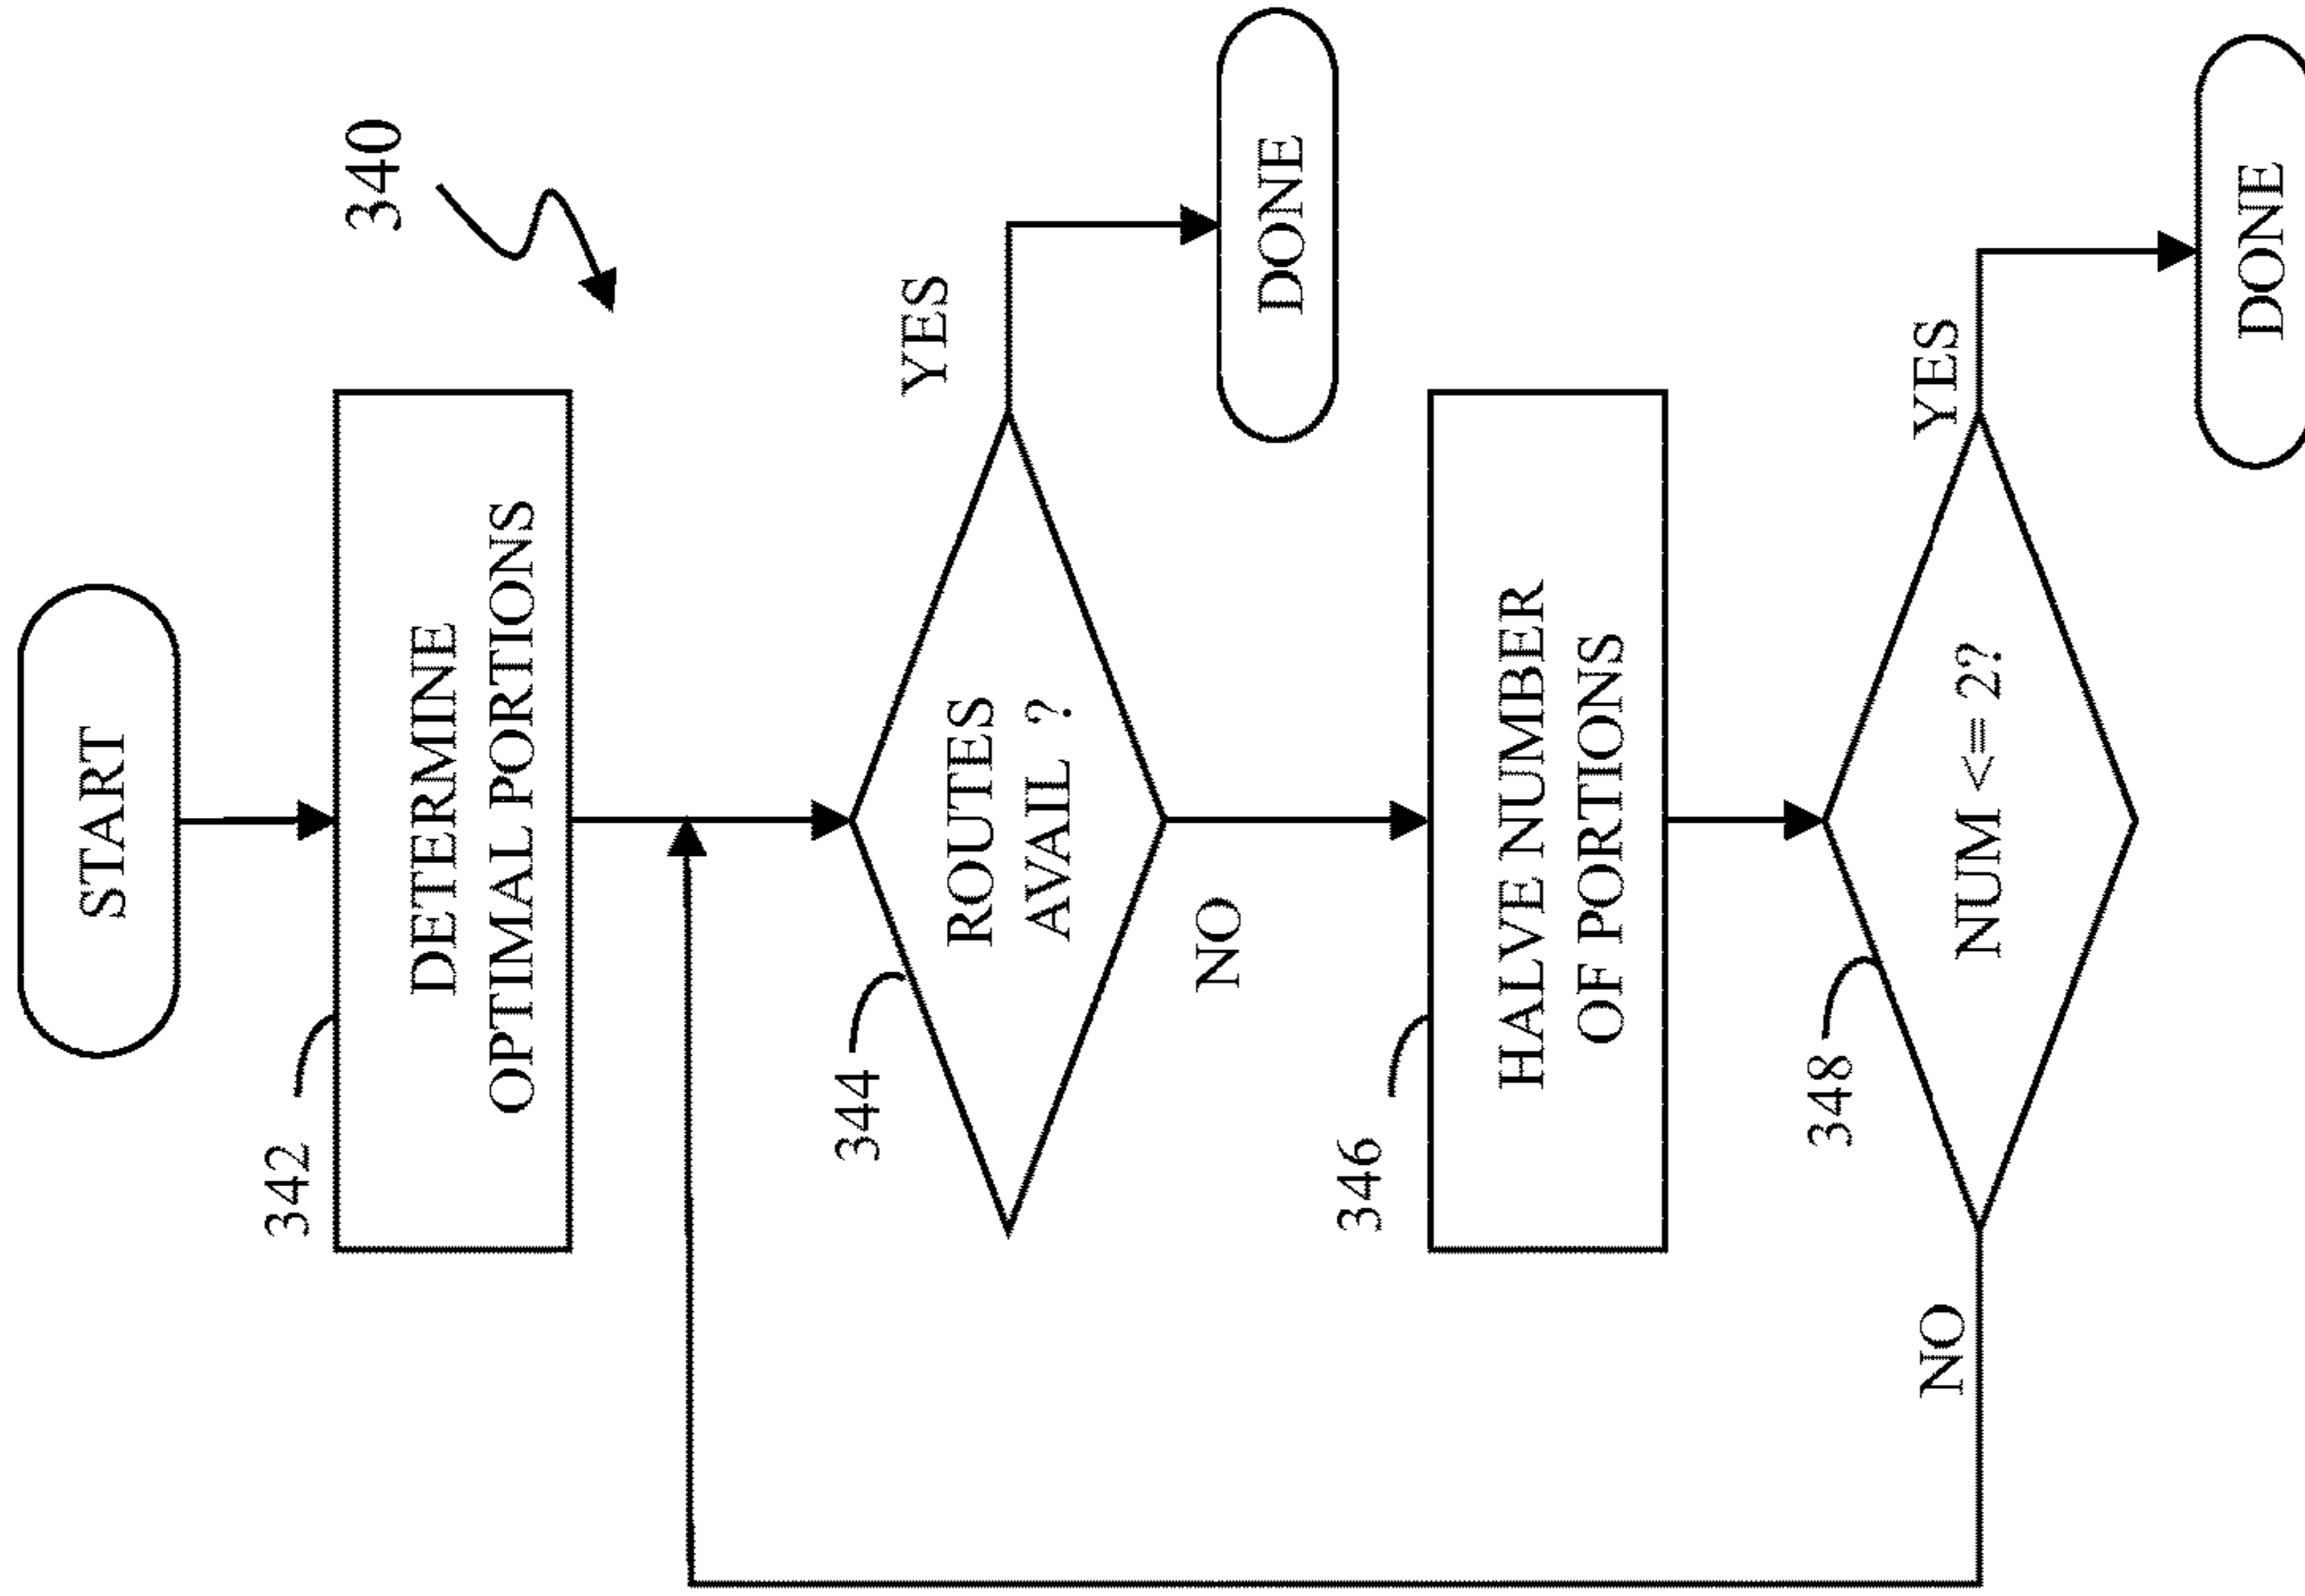 START
340
342
DETERMINE
OPTIMAL PORTIONS
344
ROUTES
AVAIL ?
YES
DONE
NO
346
HALVE NUMBER
OF PORTIONS
348
NUM <= 2?
YES
DONE
NO